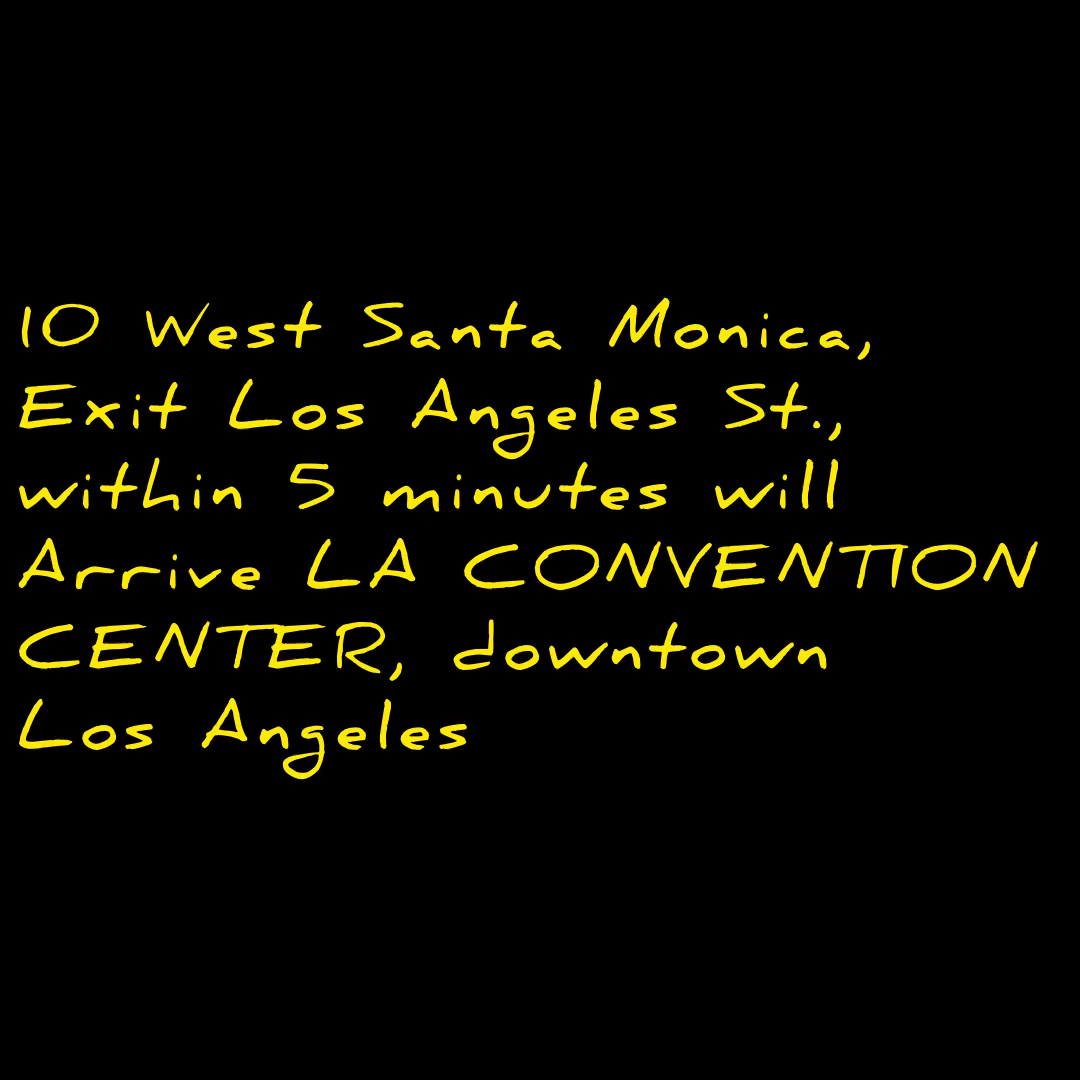 10 West Santa Monica,
Exit Los Angeles St.,
within 5 minutes will
Arrive LA CONVENTION
CENTER, downtown
Los Angeles